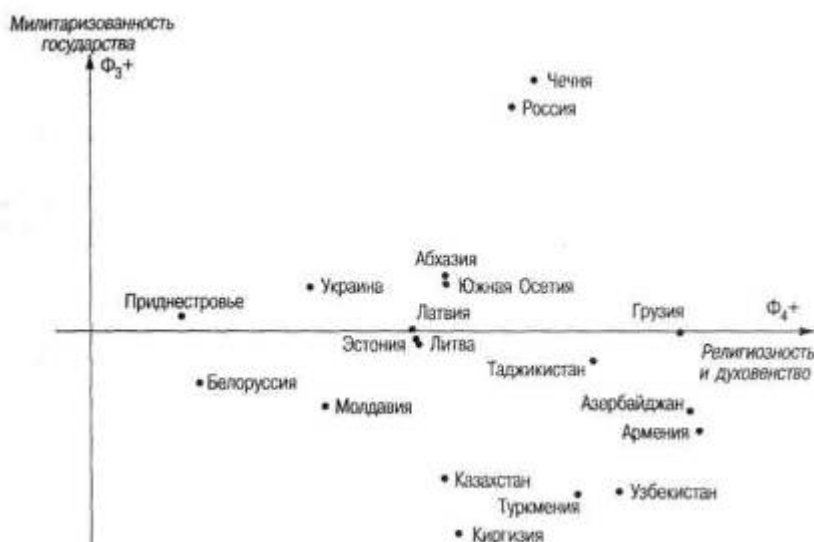 Милитаризованность
государства
Ф3+
Чечня
Россия
Абхазия
Украина
Южная Осетия
Приднестровье
Латвия
Грузия
Ф4+
Эстония
Литва
Религиозность
и духовенство
Таджикистан
Белоруссия
Молдавия
Азербайджан
Армения
Казахстан
Туркмения
Узбекистан
Киргизия